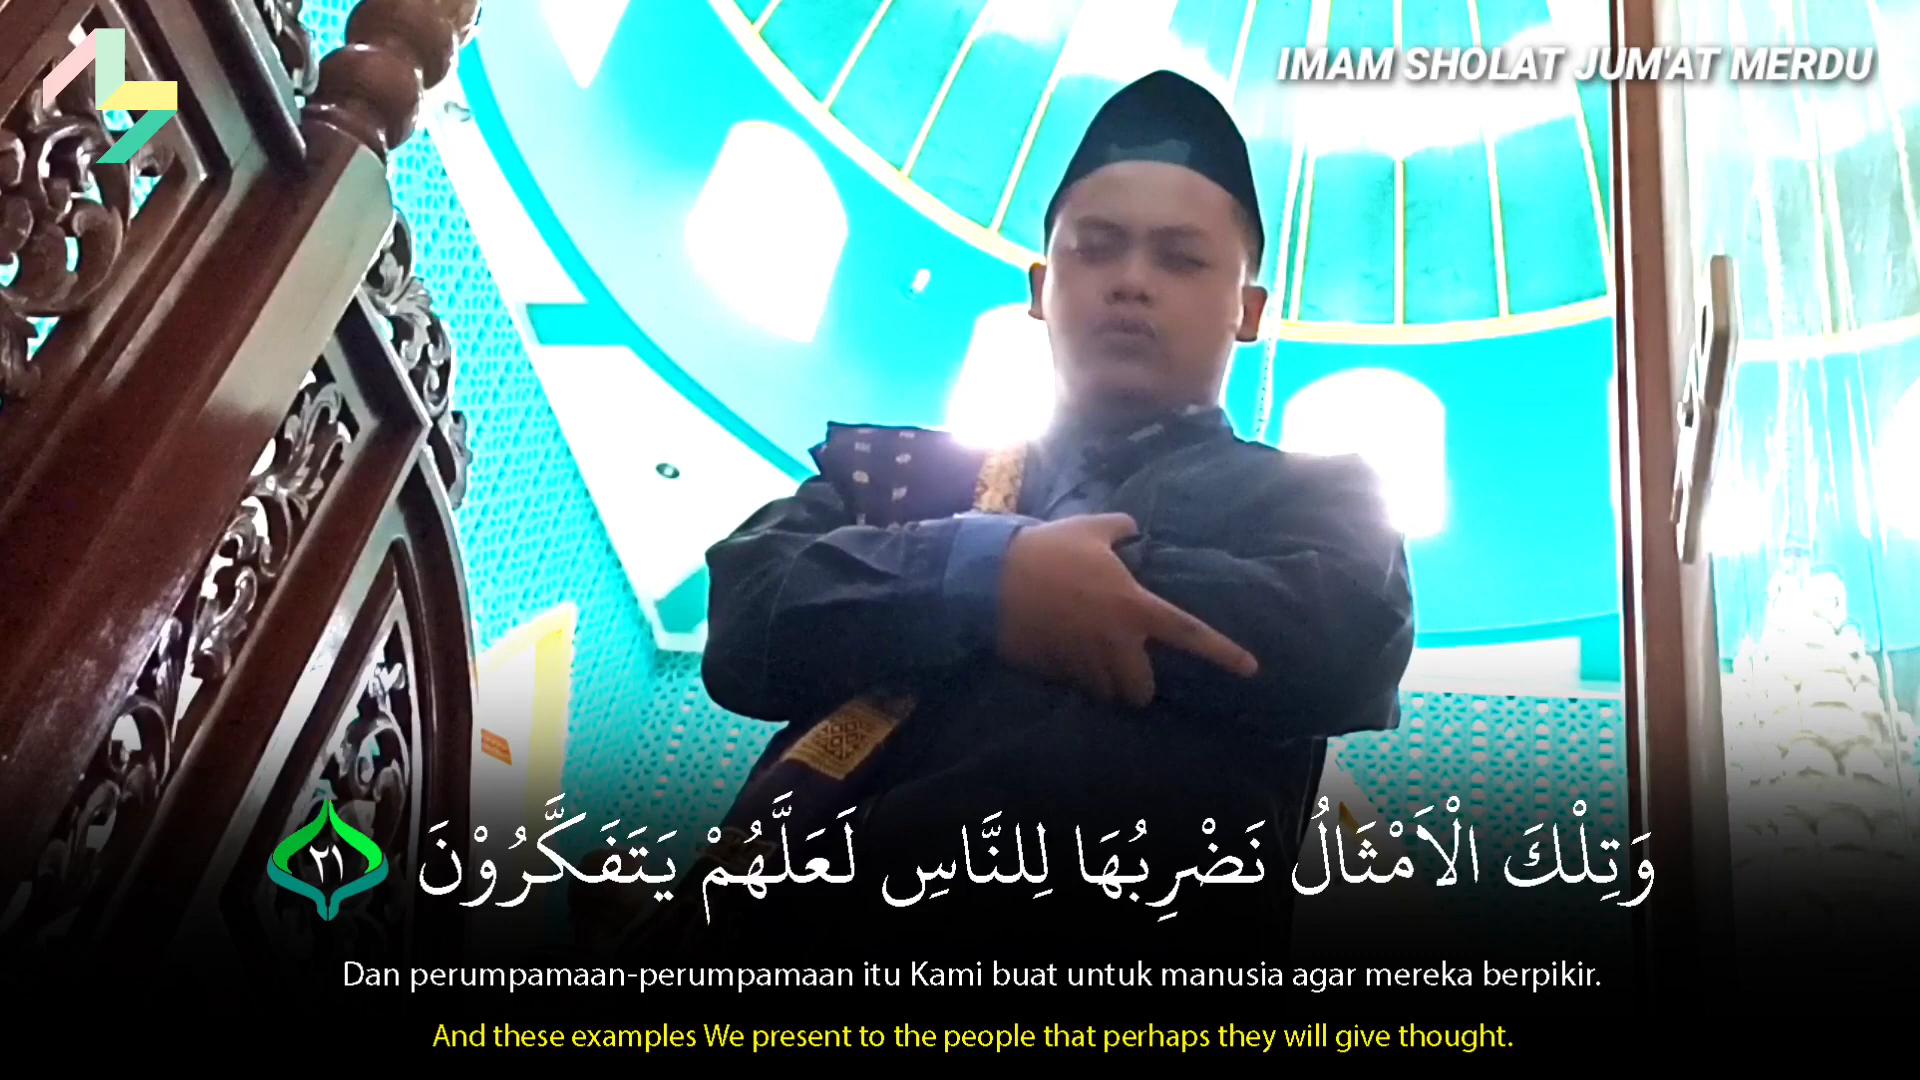 IMAM SHOLAT JUM'AT MERDU
وَتِلْكَ الْاَمْثَالُ نَضْرِبُهَا لِلنَّاسِ لَعَلَّهُمْ يَتَفَكَّرُوْنَ ٢١
Dan perumpamaan-perumpamaan itu Kami buat untuk manusia agar mereka berpikir.
And these examples We present to the people that perhaps they will give thought.